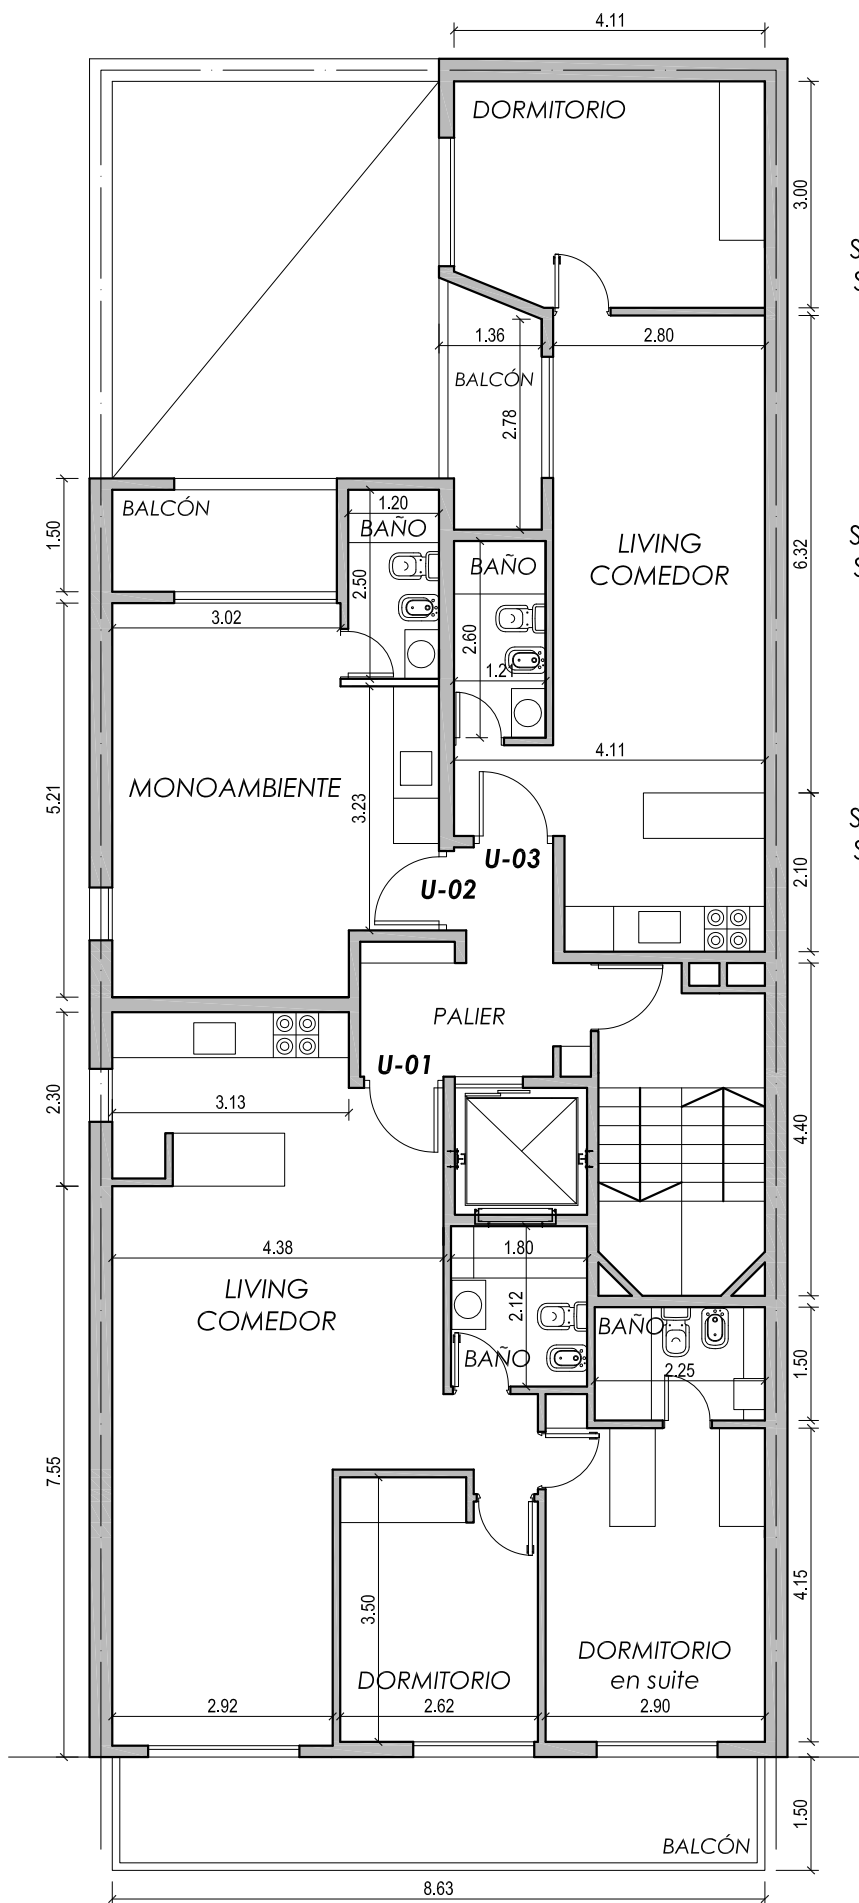 4.11
DORMITORIO
3.00
S
S
1.36
2.80
BALCÓN
2.78
BALCÓN
1.50
1.20
BAÑO
2.50
BAÑO
LIVING
COMEDOR
6.32
S
S
3.02
2.60
1.21
4.11
MONOAMBIENTE
5.21
3.23
S
S
U-03
U-02
2.10
PALIER
U-01
2.30
3.13
4.40
4.38
1.80
LIVING
COMEDOR
2.12
BAÑO
BAÑO
1.50
2.25
7.55
3.50
4.15
DORMITORIO
DORMITORIO
en suite
2.92
2.62
2.90
1.50
BALCÓN
8.63